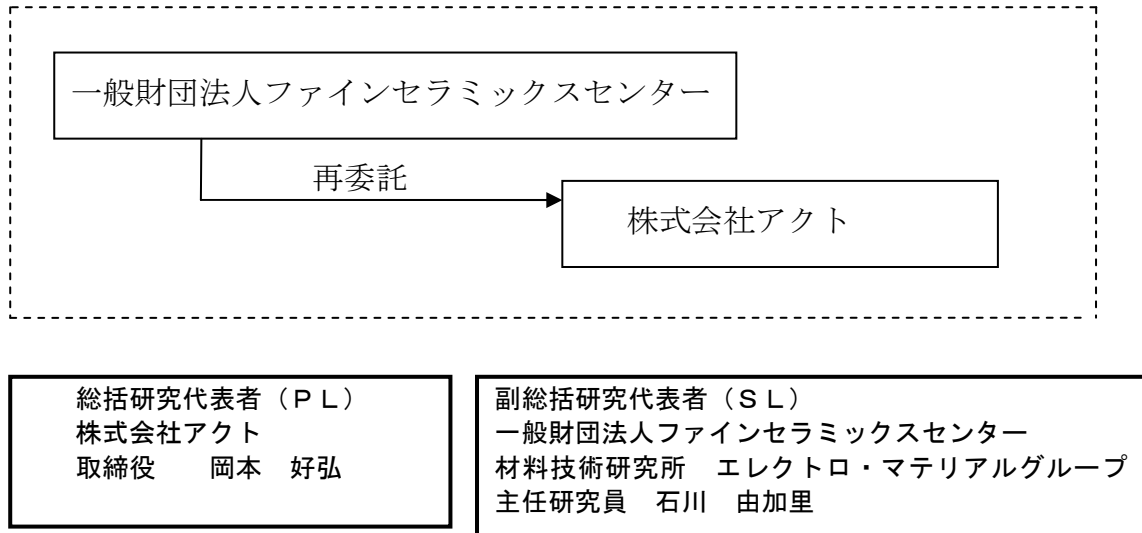 一般財団法人ファインセラミックスセンター
再委託
株式会社アクト
総括研究代表者（ＰＬ）
株式会社アクト
取締役　　岡本　好弘
副総括研究代表者（ＳＬ）
一般財団法人ファインセラミックスセンター
材料技術研究所　エレクトロ・マテリアルグループ
主任研究員　石川　由加里